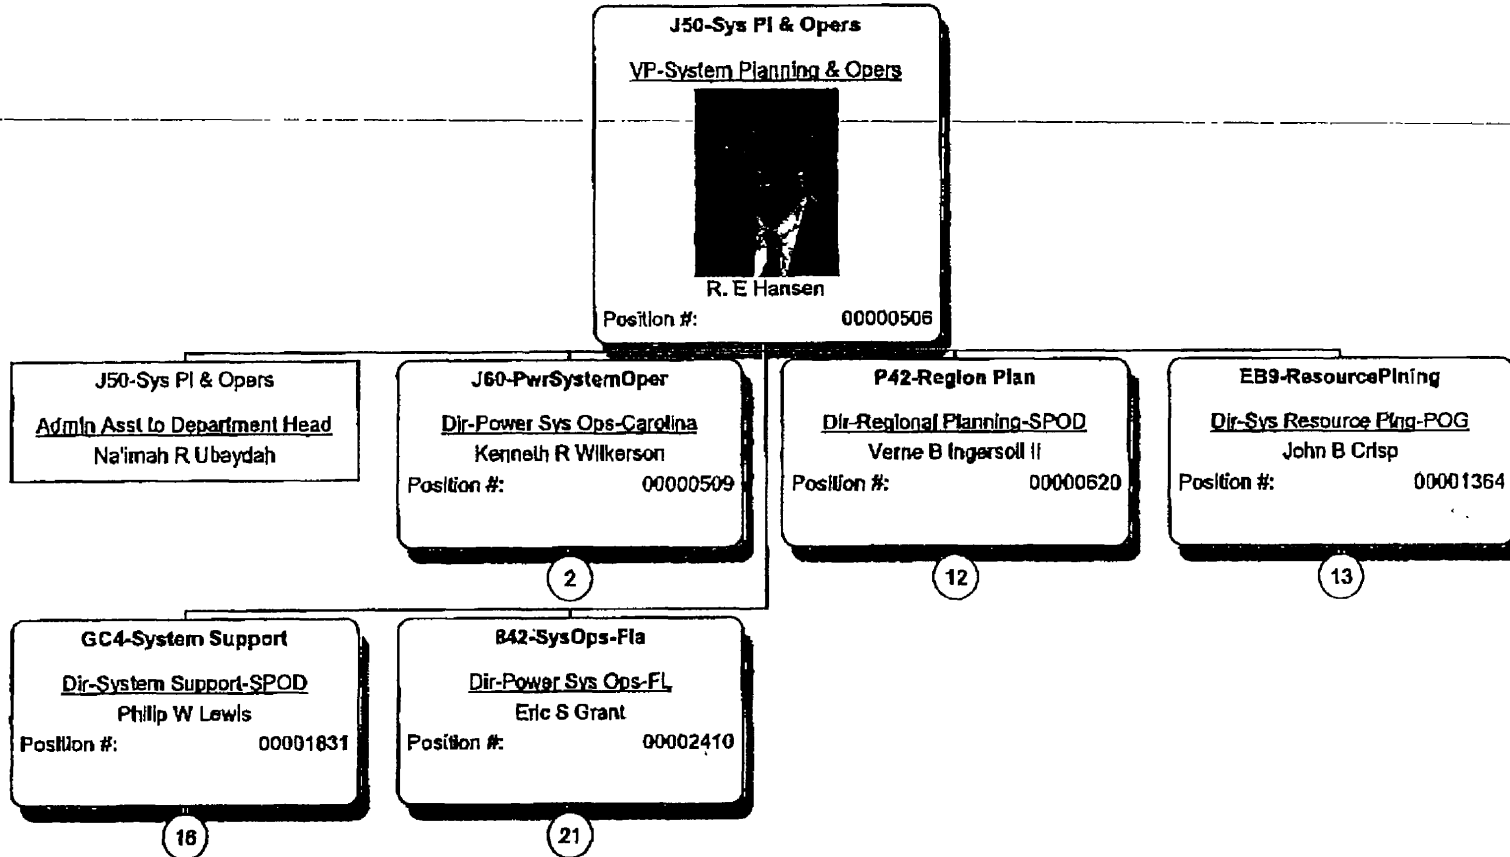 J50-Sys Pl & Opers
VP-System Planning & Opers
R. E Hansen
Position #: 00000506
J50-Sys Pl & Opers
Admin Asst to Department Head
Na'imah R Ubaydah
J60-PwrSystemOper
Dir-Power Sys Ops-Carolina
Kenneth R Wilkerson
Position #: 00000509
2
P42-Region Plan
Dir-Regional Planning-SPOD
Verne B Ingersoll II
Position #: 00000620
12
EB9-ResourcePlning
Dir-Sys Resource Plng-POG
John B Crisp
Position #: 00001364
13
GC4-System Support
Dir-System Support-SPOD
Philip W Lewis
Position #: 00001831
16
842-SysOps-Fla
Dir-Power Sys Ops-FL
Eric S Grant
Position #: 00002410
21